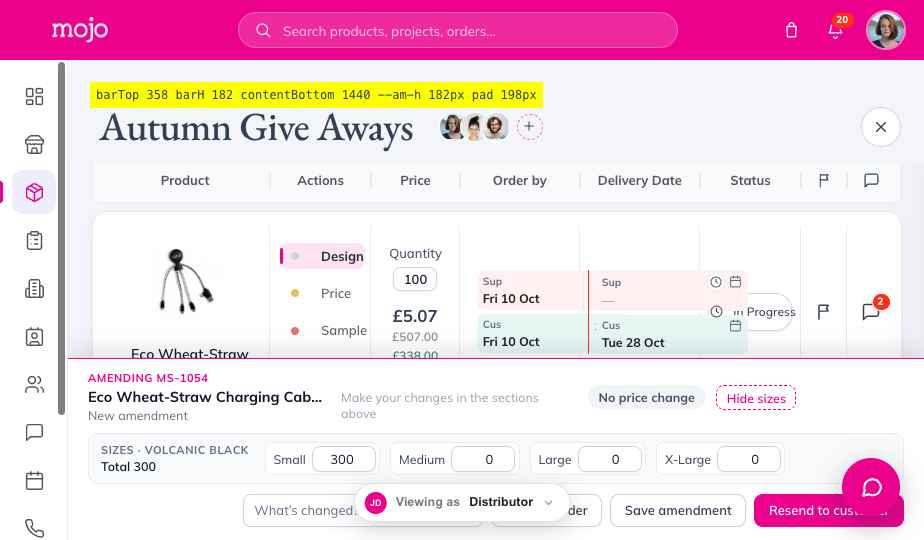 mojo
Search products, projects, orders...
20
barTop 358 barH 182 contentBottom 1440 --am-h 182px pad 198px
Autumn Give Aways
Product Actions Price Order by Delivery Date Status
Design
Price
Sample
Quantity
100
£5.07
£507.00
£338.00
Sup
Fri 10 Oct
Cus
Fri 10 Oct
Sup
—
Cus
Tue 28 Oct
In Progress
2
Eco Wheat-Straw
AMENDING MS-1054
Eco Wheat-Straw Charging Cab...
New amendment
Make your changes in the sections
above
No price change
Hide sizes
SIZES · VOLCANIC BLACK
Total 300
Small 300
Medium 0
Large 0
X-Large 0
What's changed
JD Viewing as Distributor
Save amendment
Resend to